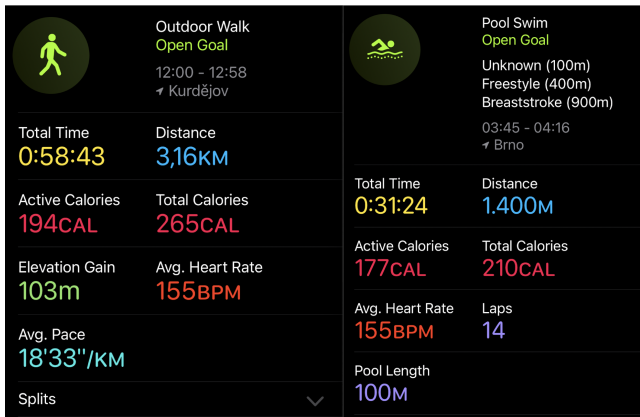 Outdoor Walk
Open Goal
12:00 - 12:58
Kurdějov
Total Time Distance
0:58:43 3,16KM
Active Calories Total Calories
194CAL 265CAL
Elevation Gain Avg. Heart Rate
103m 155BPM
Avg. Pace
18'33"/KM
Splits
Pool Swim
Open Goal
Unknown (100m)
Freestyle (400m)
Breaststroke (900m)
03:45 - 04:16
Brno
Total Time Distance
0:31:24 1.400M
Active Calories Total Calories
177CAL 210CAL
Avg. Heart Rate Laps
155BPM 14
Pool Length
100M